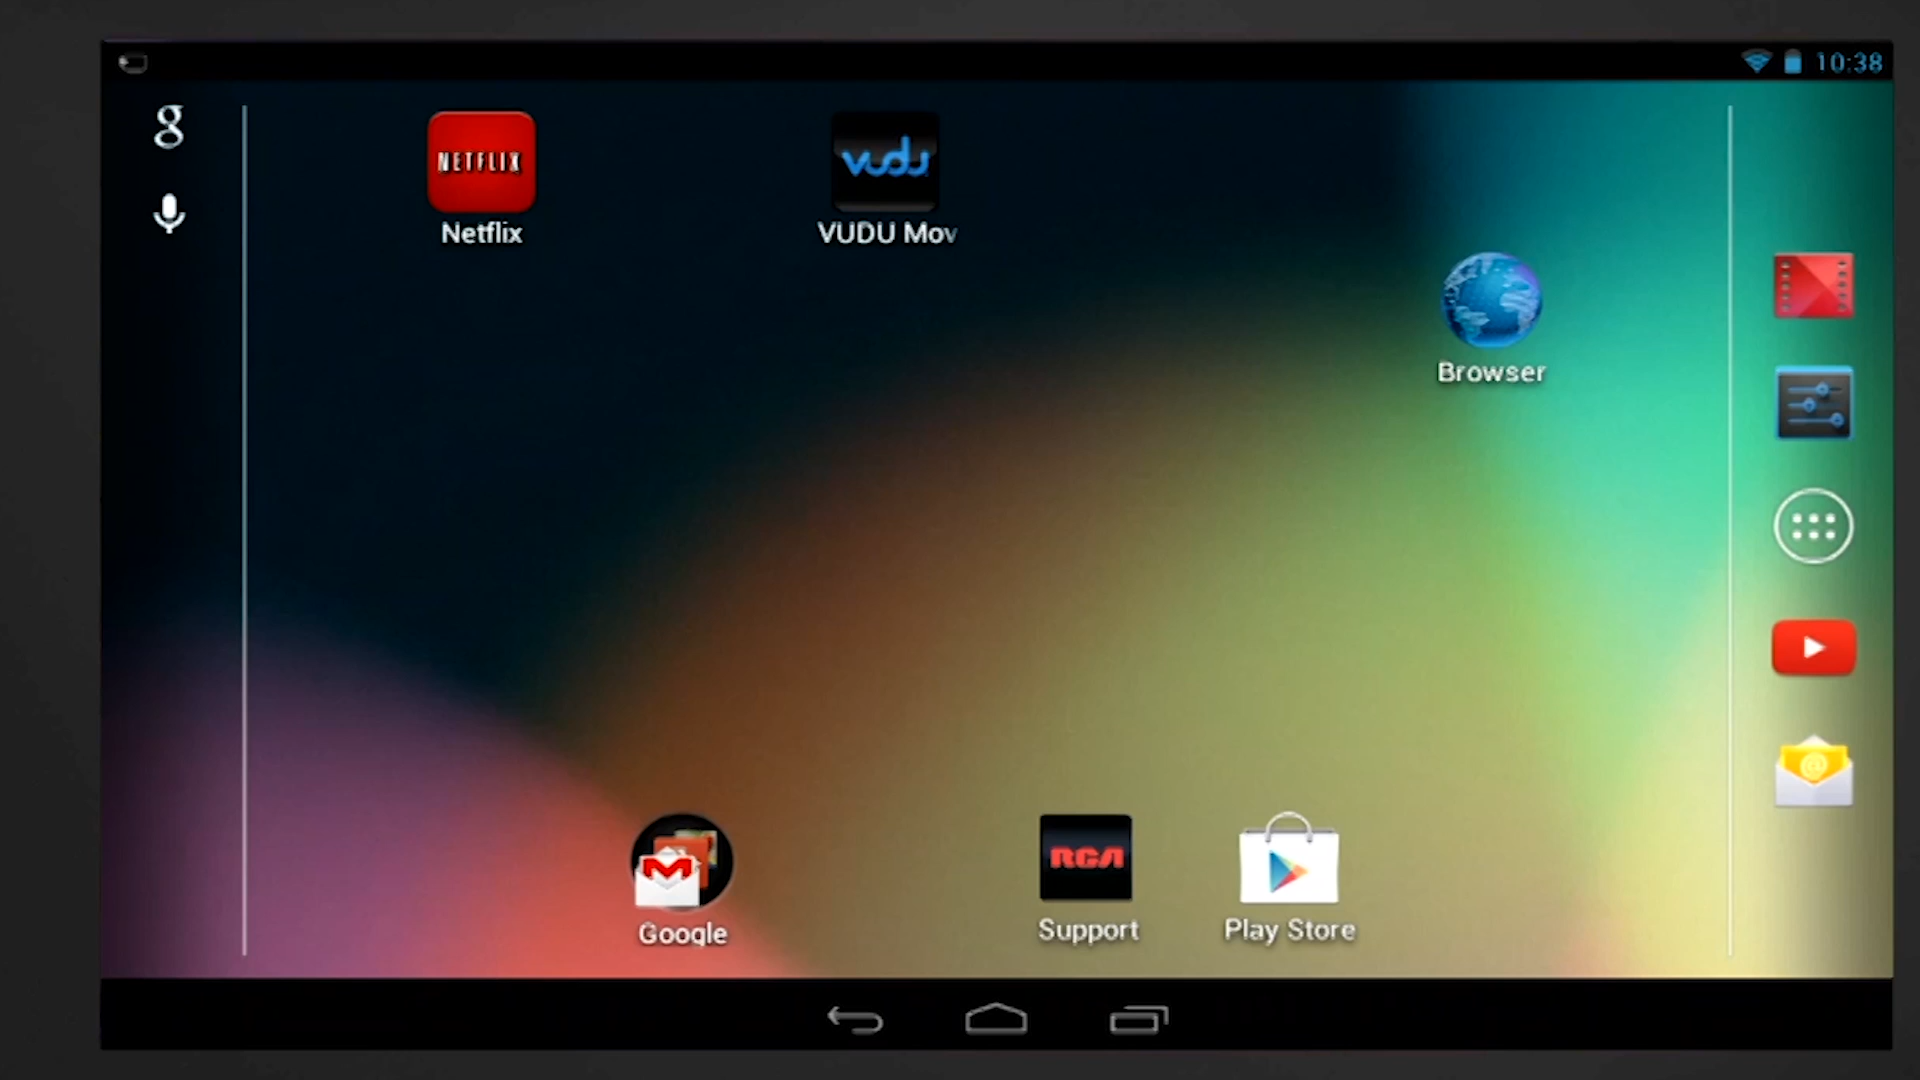 10:38
g
NETFLIX
Netflix
vudu
VUDU Mov
Browser
RCA
Google
Support
Play Store